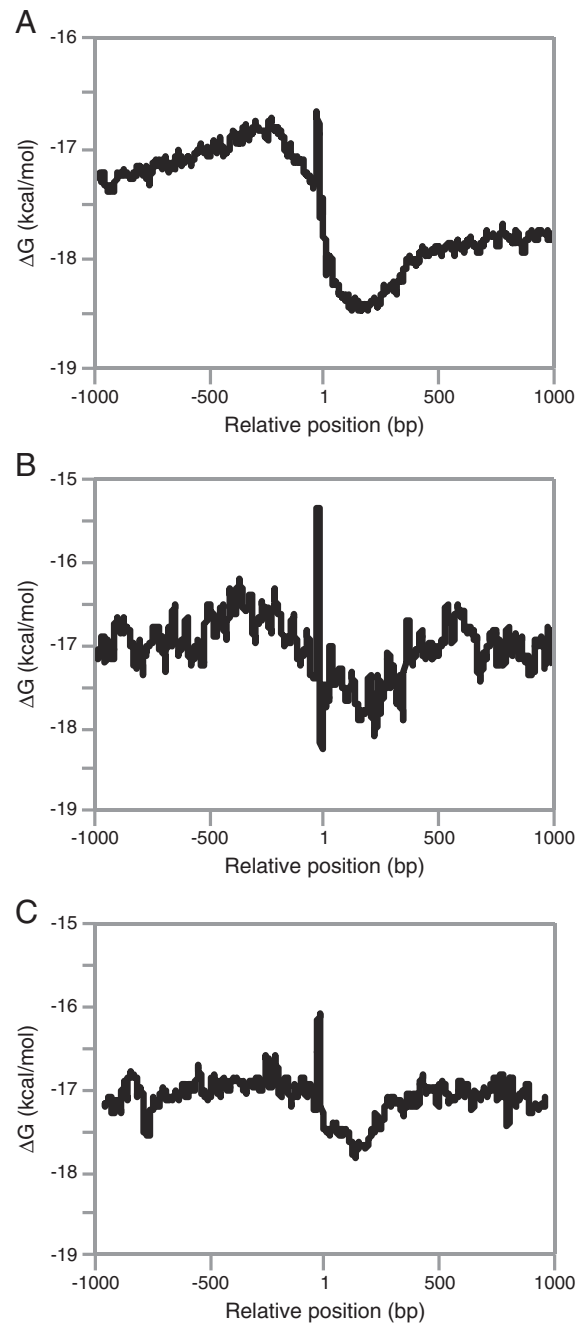 A
-16
-17
-18
-19
ΔG (kcal/mol)
-1000 -500 1 500 1000
Relative position (bp)
B
-15
-16
-17
-18
-19
ΔG (kcal/mol)
-1000 -500 1 500 1000
Relative position (bp)
C
-15
-16
-17
-18
-19
ΔG (kcal/mol)
-1000 -500 1 500 1000
Relative position (bp)